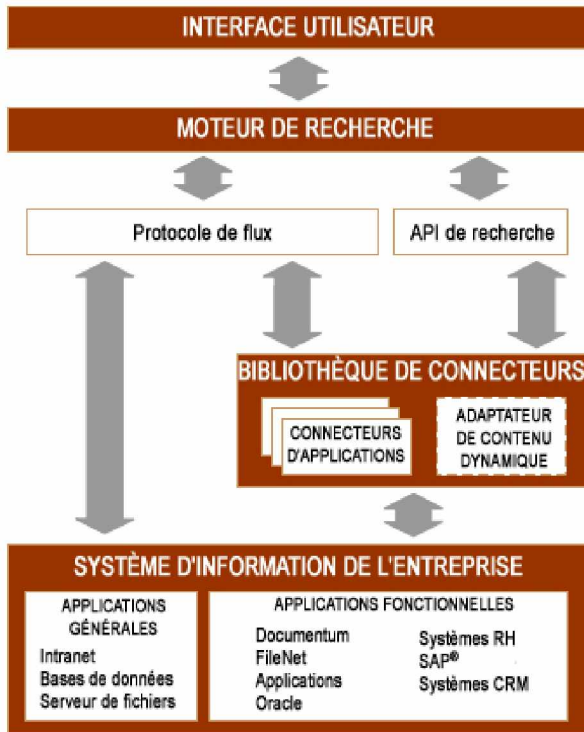 INTERFACE UTILISATEUR
MOTEUR DE RECHERCHE
Protocole de flux
API de recherche
BIBLIOTHÈQUE DE CONNECTEURS
CONNECTEURS
D'APPLICATIONS
ADAPTATEUR
DE CONTENU
DYNAMIQUE
SYSTÈME D'INFORMATION DE L'ENTREPRISE
APPLICATIONS
GÉNÉRALES
Intranet
Bases de données
Serveur de fichiers
APPLICATIONS FONCTIONNELLES
Documentum
FileNet
Applications
Oracle
Systèmes RH
SAP®
Systèmes CRM